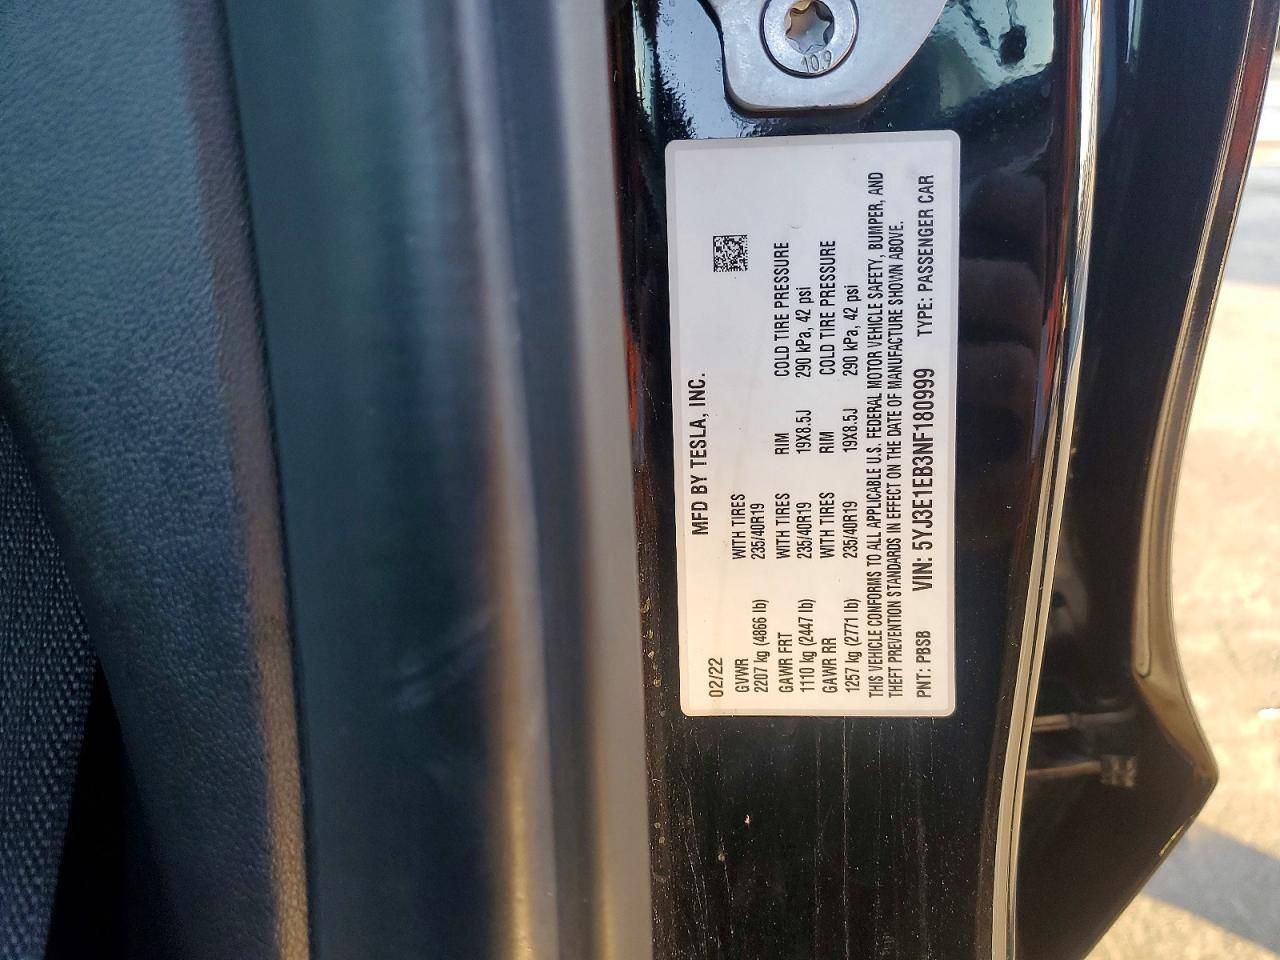 10.9
MFD BY TESLA, INC.
02/22
GVWR WITH TIRES
2207 kg (4866 lb) 235/40R19
GAWR FRT WITH TIRES RIM COLD TIRE PRESSURE
1110 kg (2447 lb) 235/40R19 19X8.5J 290 kPa, 42 psi
GAWR RR WITH TIRES RIM COLD TIRE PRESSURE
1257 kg (2771 lb) 235/40R19 19X8.5J 290 kPa, 42 psi
THIS VEHICLE CONFORMS TO ALL APPLICABLE U.S. FEDERAL MOTOR VEHICLE SAFETY, BUMPER, AND
THEFT PREVENTION STANDARDS IN EFFECT ON THE DATE OF MANUFACTURE SHOWN ABOVE.
PNT: PBSB VIN: 5YJ3E1EB3NF180999 TYPE: PASSENGER CAR